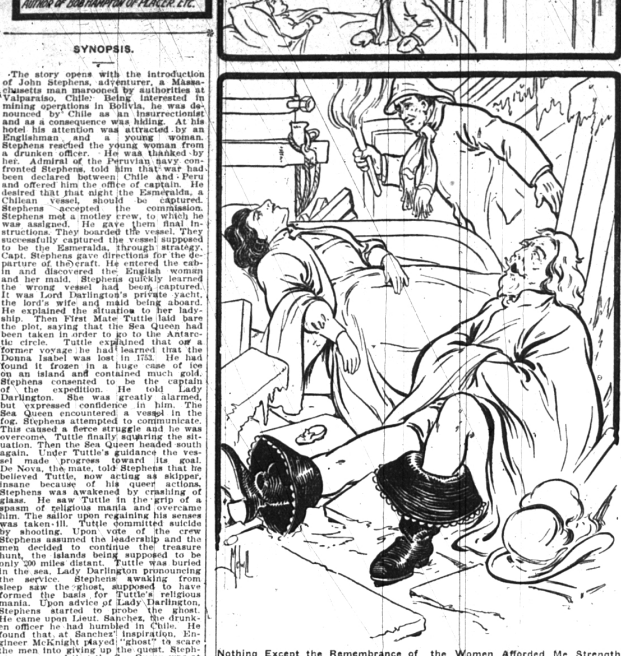 AUTHOR OF BOB HAMPTON OF PLACER, ETC.
SYNOPSIS.
The story opens with the introduction
of John Stephens, adventurer, a Massa-
chusetts man marooned by authorities at
Valparaiso, Chile. Being interested in
mining operations in Bolivia, he was de-
nounced by Chile as an insurrectionist
and as a consequence was hiding. At his
hotel his attention was attracted by an
Englishman and a young woman.
Stephens rescued the young woman from
a drunken officer. He was thanked by
her. Admiral of the Peruvian navy con-
fronted Stephens, told him that war had
been declared between Chile and Peru
and offered him the office of captain. He
desired that that night the Esmeralda, a
Chilean vessel, should be captured.
Stephens accepted the commission.
Stephens met a motley crew, to which he
was assigned. He gave them final in-
structions. They boarded the vessel. They
successfully captured the vessel supposed
to be the Esmeralda, through strategy.
Capt. Stephens gave directions for the de-
parture of the craft. He entered the cab-
in and discovered the English woman
and her maid. Stephens quickly learned
the wrong vessel had been captured.
It was Lord Darlington's private yacht,
the lord's wife and maid being aboard.
He explained the situation to her lady-
ship. Then First Mate Tuttle laid bare
the plot, saying that the Sea Queen had
been taken in order to go to the Antarc-
tic circle. Tuttle explained that on a
former voyage he had learned that the
Donna Isabel was lost in 1753. He had
found it frozen in a huge case of ice
on an island and contained much gold.
Stephens consented to be the captain
of the expedition. He told Lady
Darlington. She was greatly alarmed,
but expressed confidence in him. The
Sea Queen encountered a vessel in the
fog. Stephens attempted to communicate.
This caused a fierce struggle and he was
overcome. Tuttle finally squaring the sit-
uation. Then the Sea Queen headed south
again. Under Tuttle's guidance the ves-
sel made progress toward its goal.
De Nova, the mate, told Stephens that he
believed Tuttle, now acting as skipper,
insane because of his queer actions.
Stephens was awakened by crashing of
glass. He saw Tuttle in the grip of a
spasm of religious mania and overcame
him. The sailor upon regaining his senses
was taken ill. Tuttle committed suicide
by shooting. Upon vote of the crew
Stephens assumed the leadership and the
men decided to continue the treasure
hunt, the islands being supposed to be
only 200 miles distant. Tuttle was buried
in the sea, Lady Darlington pronouncing
the service. Stephens awaking from
sleep saw the ghost, supposed to have
formed the basis for Tuttle's religious
mania. Upon advice of Lady Darlington,
Stephens started to probe the ghost.
He came upon Lieut. Sanchez, the drunk-
en officer he had humbled in Chile. He
found that at Sanchez' inspiration, En-
gineer McKnight played "ghost" to scare
the men into giving up the quest. Steph-
Nothing Except the Remembrance of the Women Afforded Me Strength